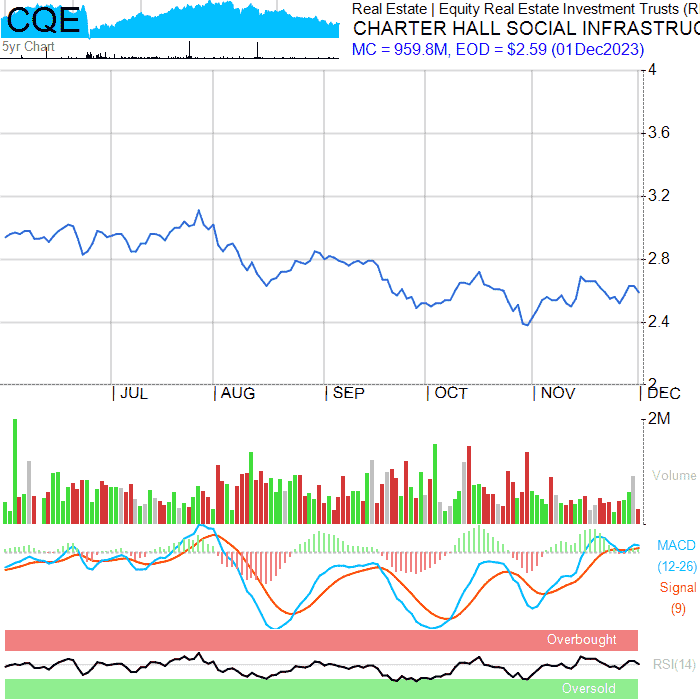 CQE
5yr Chart
Real Estate | Equity Real Estate Investment Trusts (R
CHARTER HALL SOCIAL INFRASTRUC
MC = 959.8M, EOD = $2.59 (01Dec2023)
4
3.6
3.2
2.8
2.4
2
JUL AUG SEP OCT NOV DEC
2M
Volume
MACD
(12-26)
Signal
(9)
Overbought
RSI(14)
Oversold